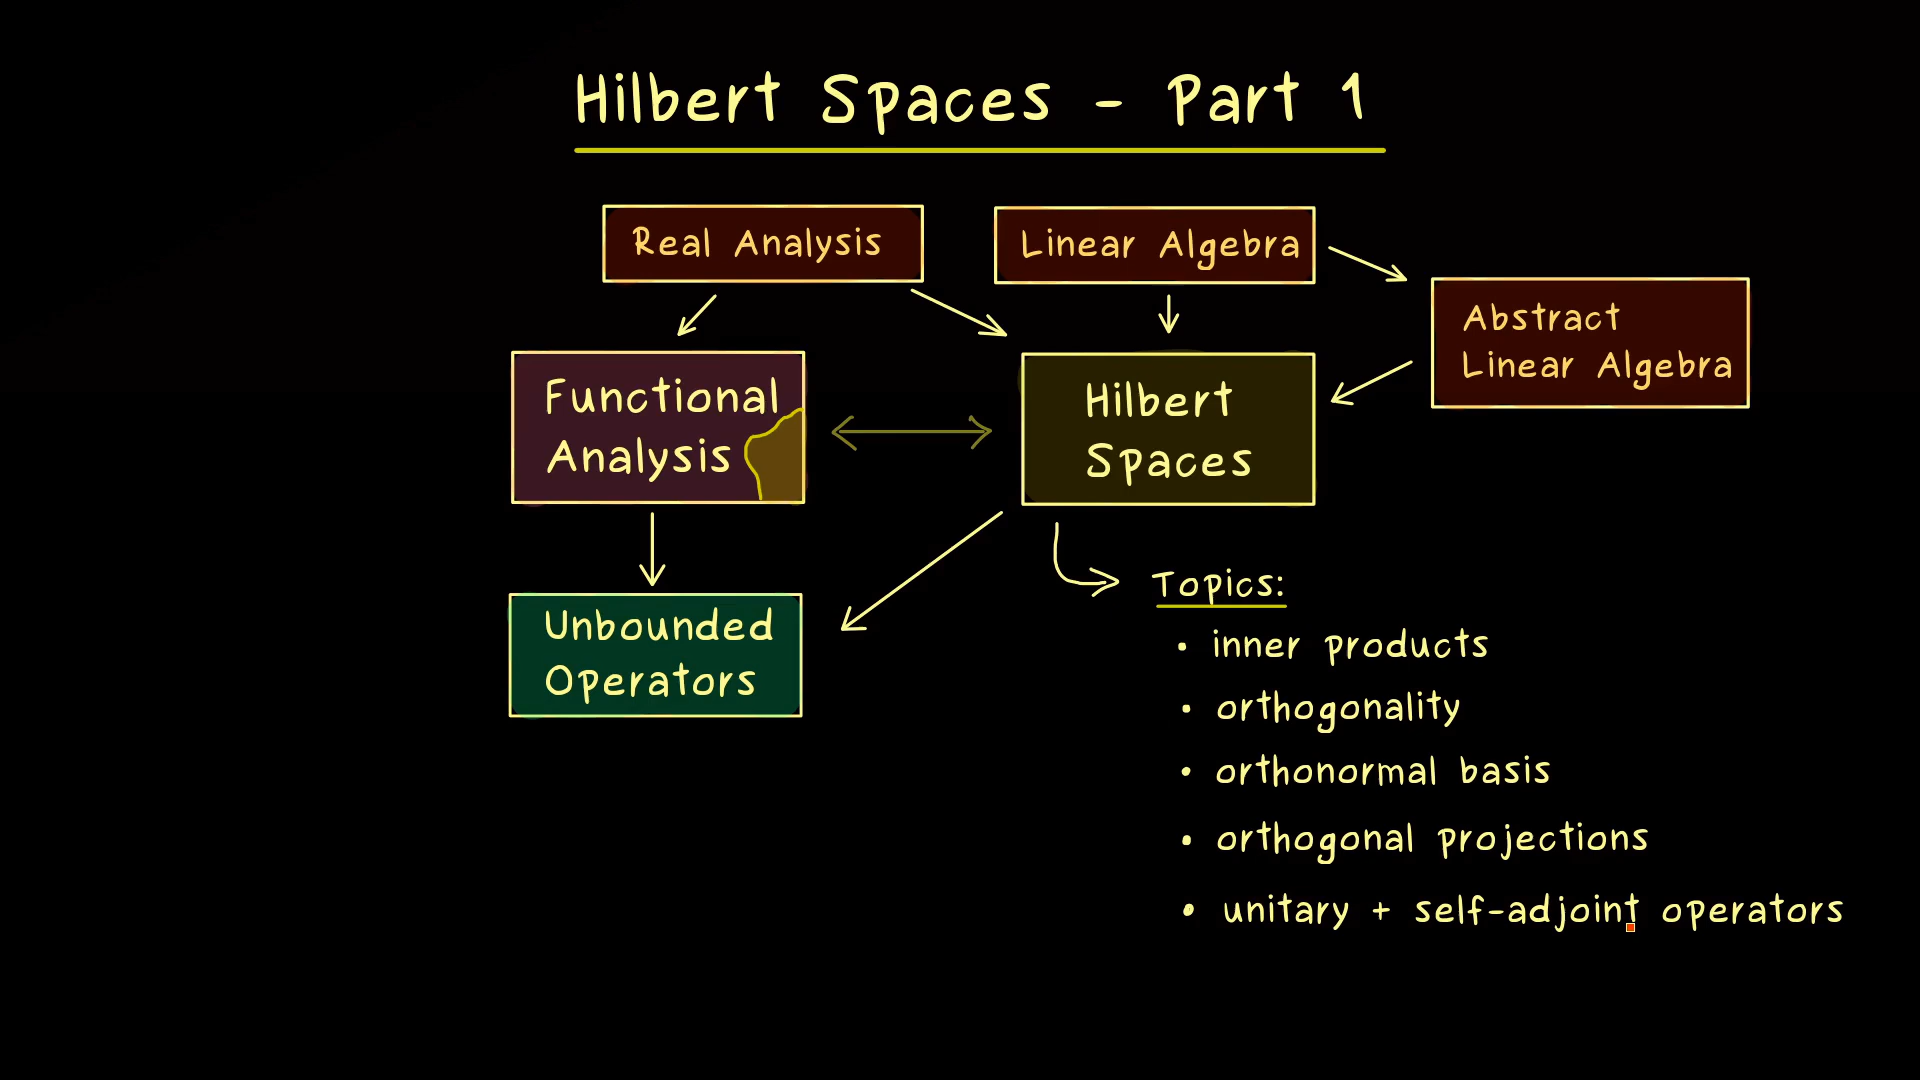 Hilbert Spaces - Part 1
Real Analysis
Linear Algebra
Abstract
Linear Algebra
Functional
Analysis
Hilbert
Spaces
Unbounded
Operators
Topics:
• inner products
• orthogonality
• orthonormal basis
• orthogonal projections
• unitary + self-adjoint operators